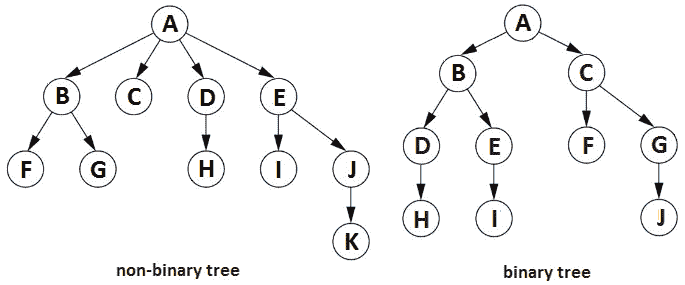 A
B C D E
F G H I J
K
non-binary tree
A
B C
D E F G
H I J
binary tree